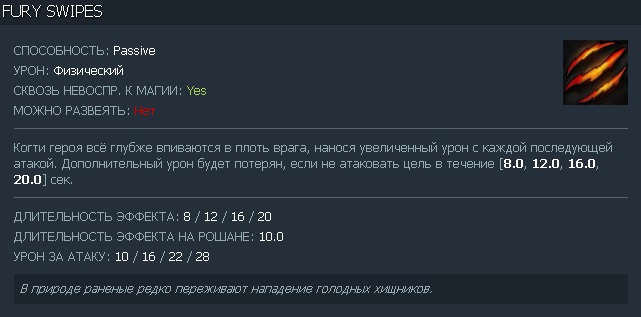 FURY SWIPES
СПОСОБНОСТЬ: Passive
УРОН: Физический
СКВОЗЬ НЕВОСПР. К МАГИИ: Yes
МОЖНО РАЗВЕЯТЬ: Нет
Когти героя всё глубже впиваются в плоть врага, нанося увеличенный урон с каждой последующей
атакой. Дополнительный урон будет потерян, если не атаковать цель в течение [8.0, 12.0, 16.0,
20.0] сек.
ДЛИТЕЛЬНОСТЬ ЭФФЕКТА: 8 / 12 / 16 / 20
ДЛИТЕЛЬНОСТЬ ЭФФЕКТА НА РОШАНЕ: 10.0
УРОН ЗА АТАКУ: 10 / 16 / 22 / 28
В природе раненые редко переживают нападение голодных хищников.